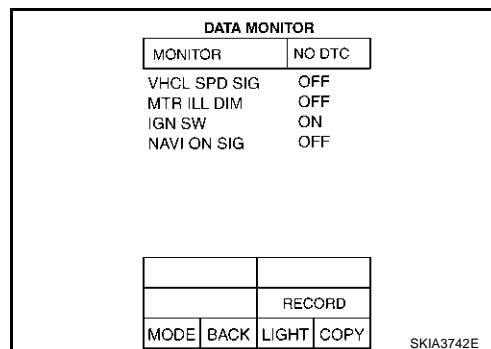 DATA MONITOR
MONITOR NO DTC
VHCL SPD SIG OFF
MTR ILL DIM OFF
IGN SW ON
NAVI ON SIG OFF
RECORD
MODE BACK LIGHT COPY
SKIA3742E